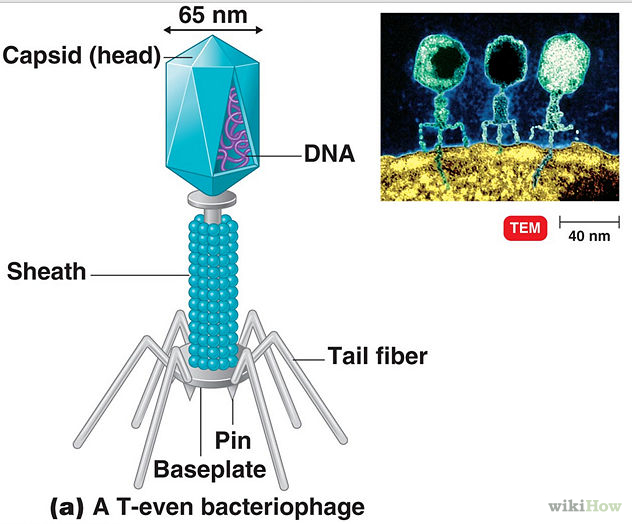 65 nm
Capsid (head)
DNA
TEM
40 nm
Sheath
Tail fiber
Pin
Baseplate
(a) A T-even bacteriophage
wikiHow